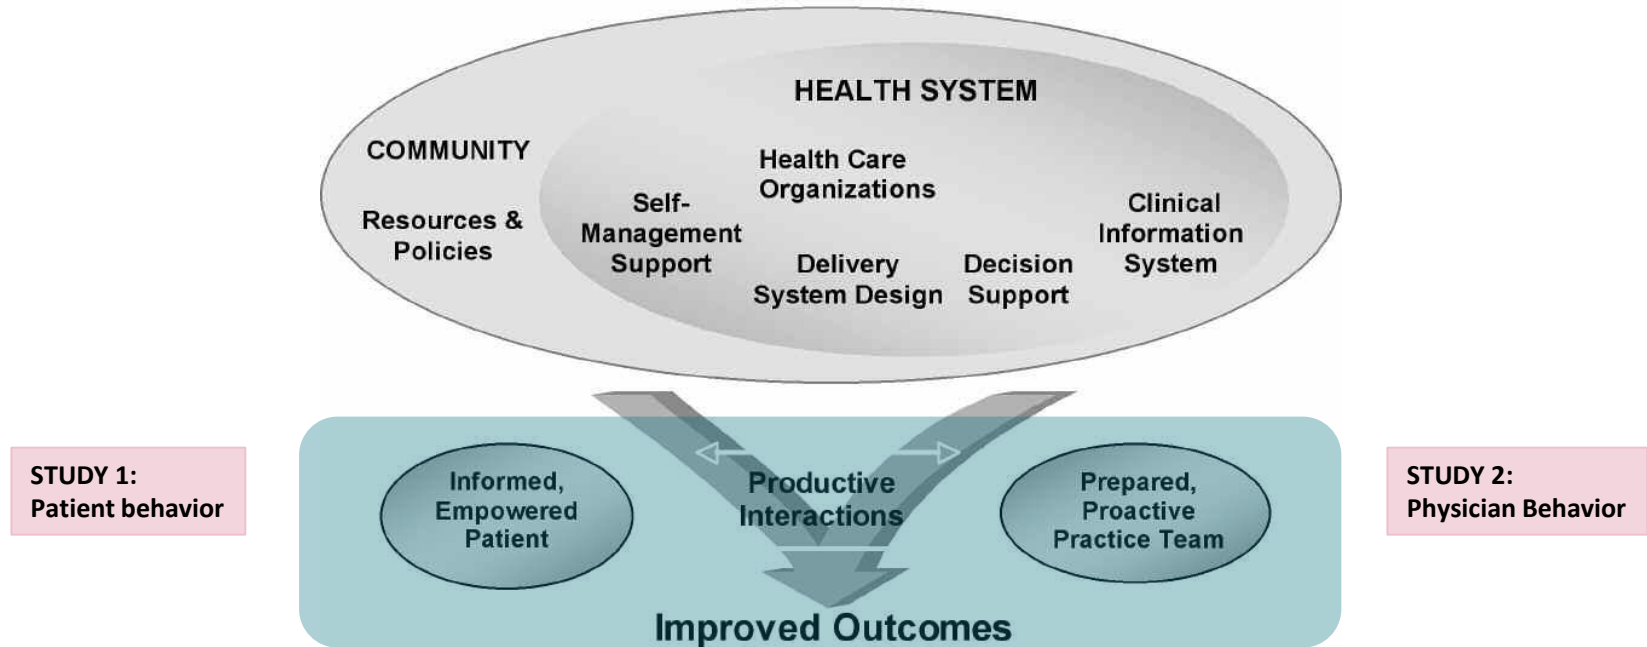 HEALTH SYSTEM
COMMUNITY
Resources &
Policies
Health Care
Organizations
Self-
Management
Support
Delivery
System Design
Decision
Support
Clinical
Information
System
STUDY 1:
Patient behavior
Informed,
Empowered
Patient
Productive
Interactions
Prepared,
Proactive
Practice Team
STUDY 2:
Physician Behavior
Improved Outcomes